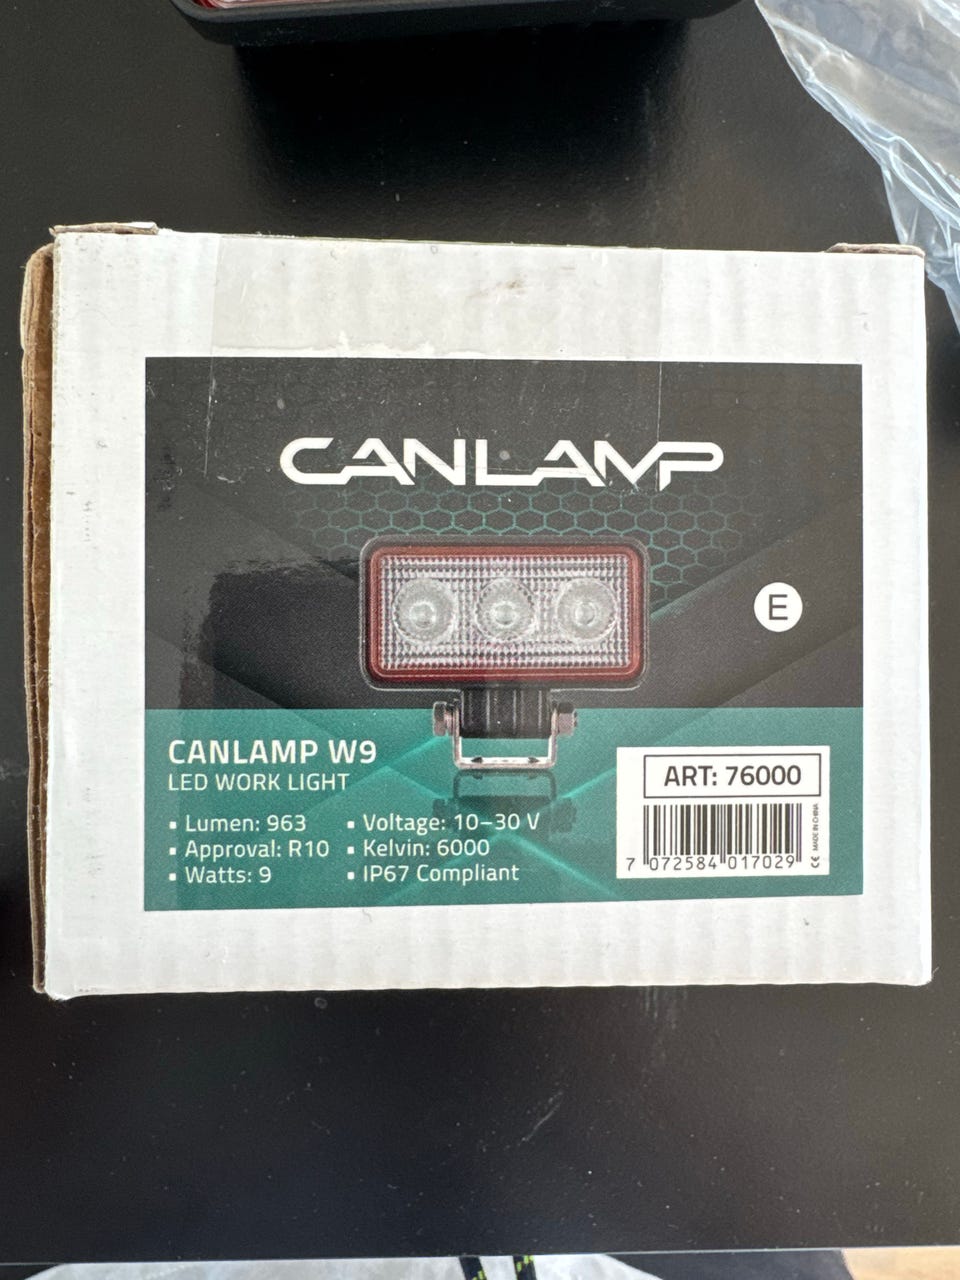 CANLAMP
E
CANLAMP W9
LED WORK LIGHT
▪ Lumen: 963
▪ Approval: R10
▪ Watts: 9
▪ Voltage: 10–30 V
▪ Kelvin: 6000
▪ IP67 Compliant
ART: 76000
7 072584 017029
CE MADE IN CHINA